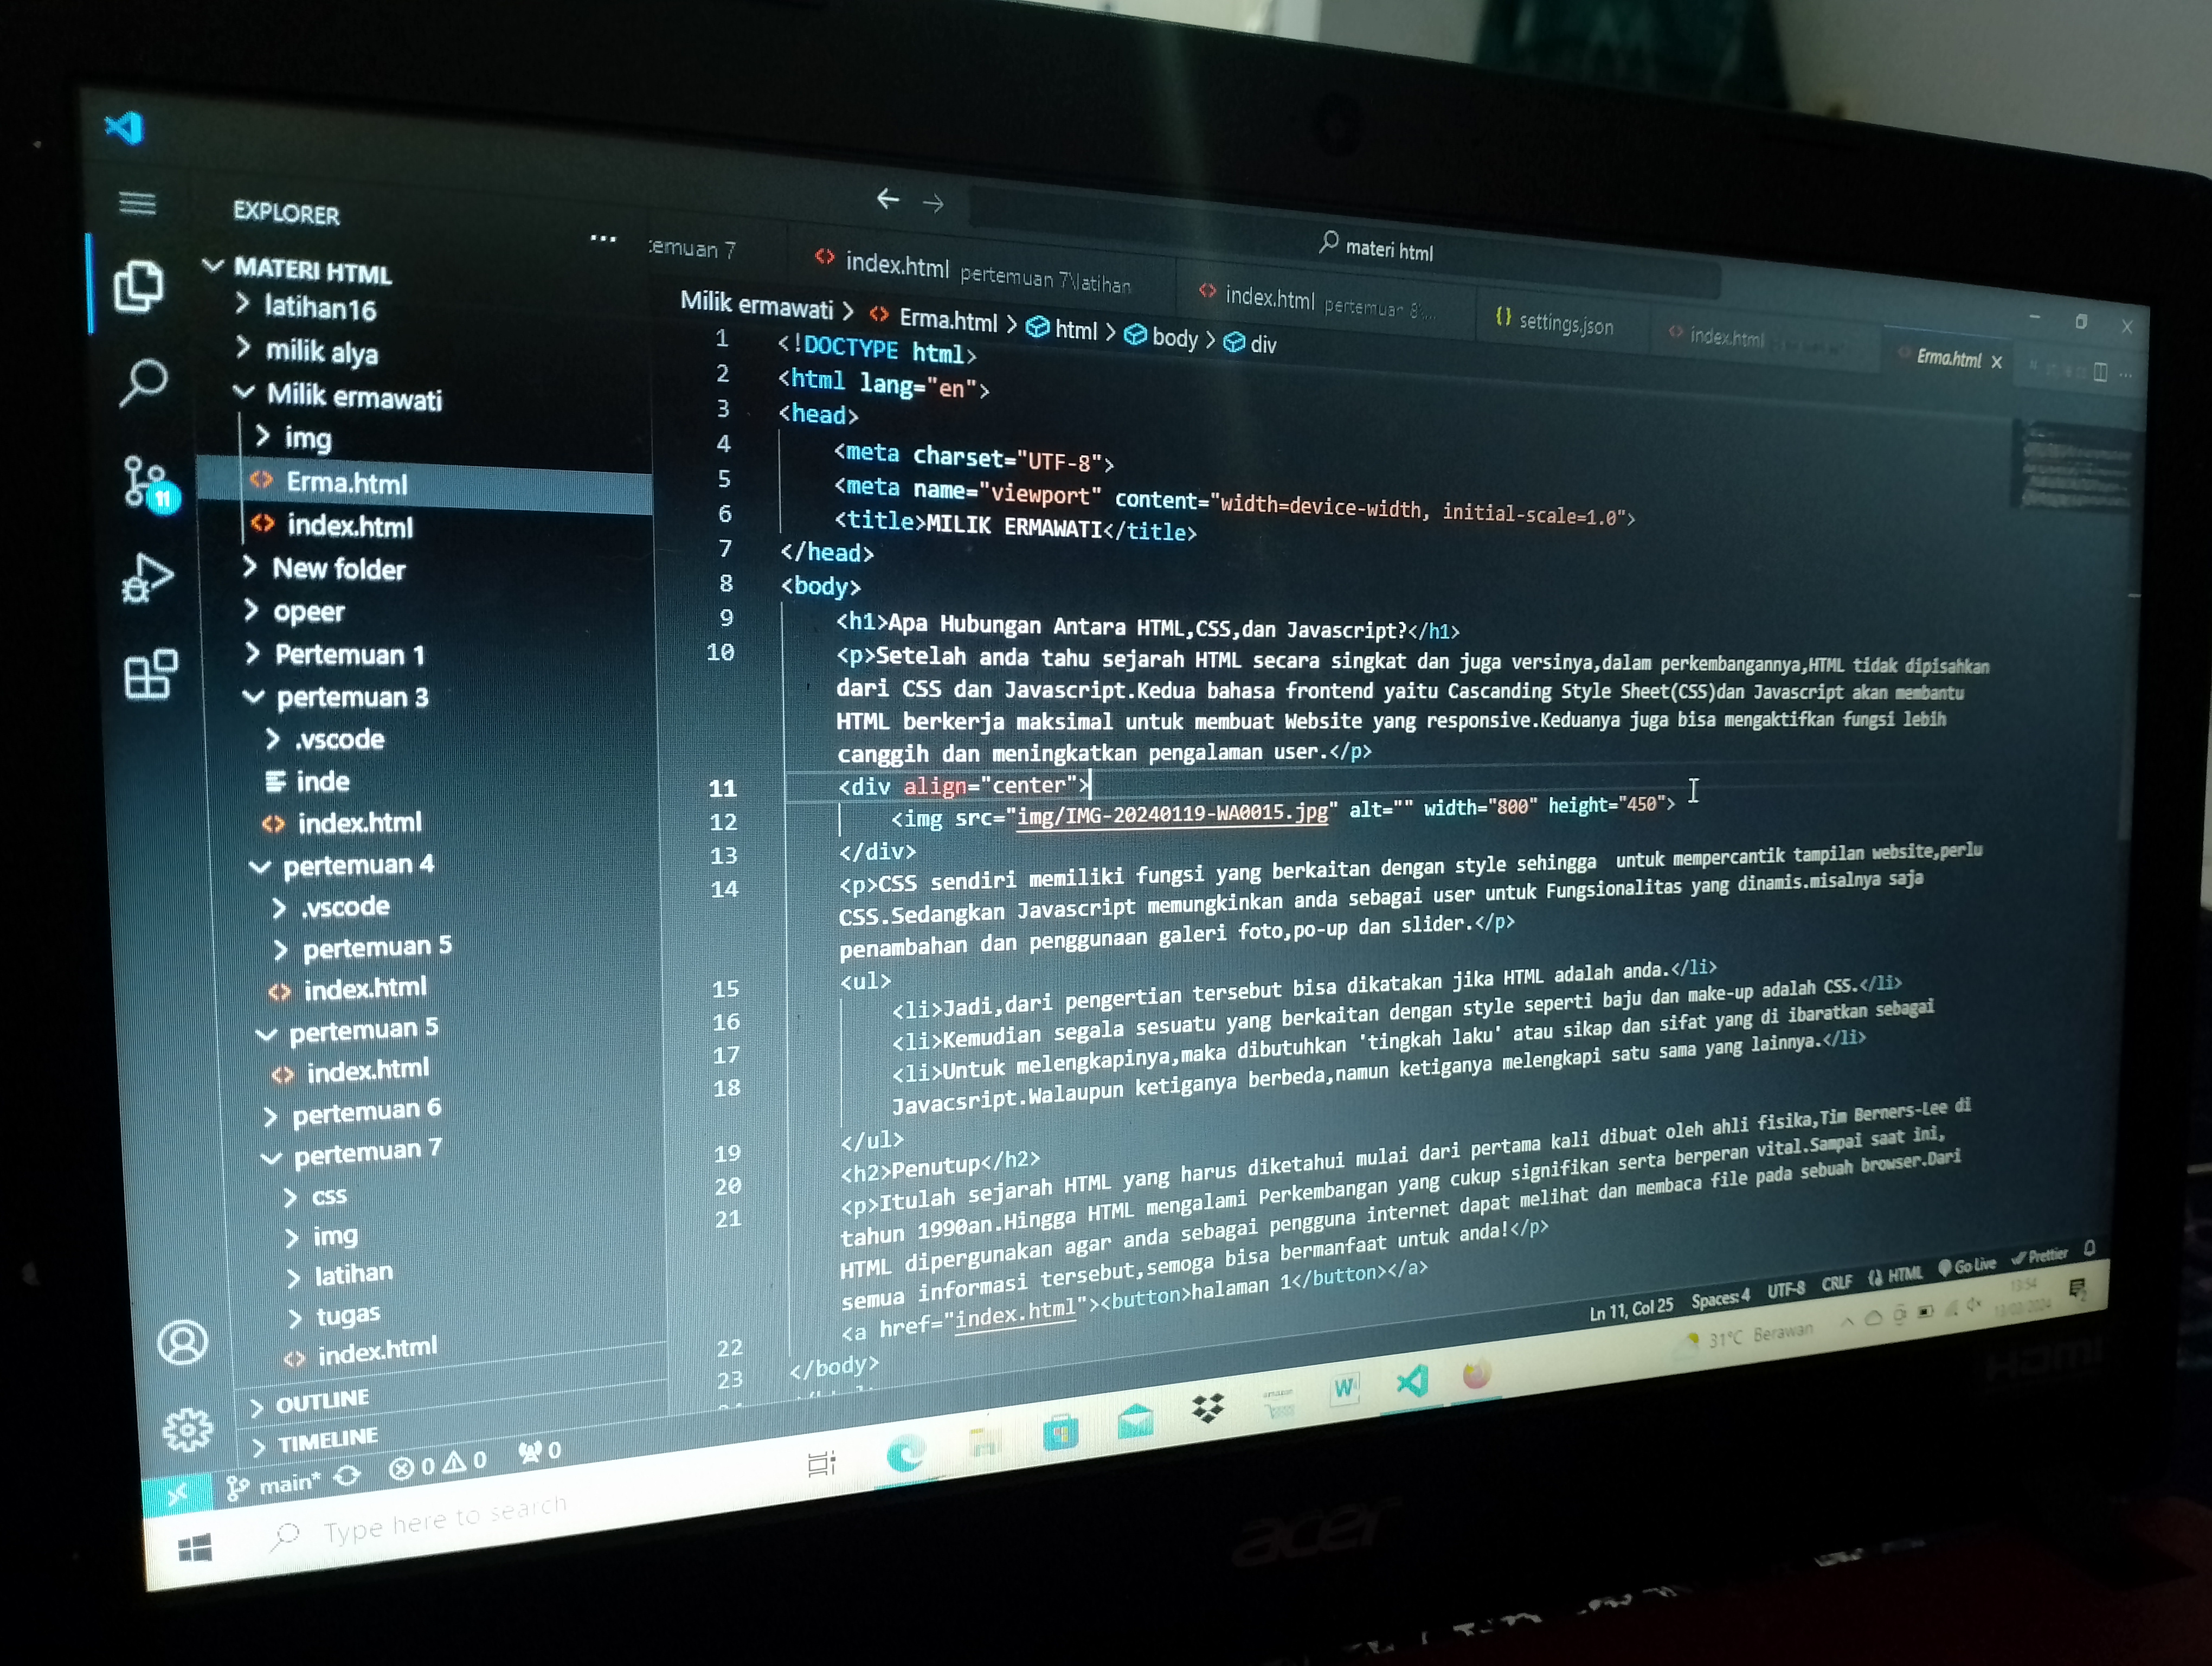 EXPLORER
...
MATERI HTML
latihan16
milik alya
Milik ermawati
img
Erma.html
index.html
New folder
opeer
Pertemuan 1
pertemuan 3
.vscode
inde
index.html
pertemuan 4
.vscode
pertemuan 5
index.html
pertemuan 5
index.html
pertemuan 6
pertemuan 7
css
img
latihan
tugas
index.html
OUTLINE
TIMELINE
11
materi html
emuan 7
index.html pertemuan 7\latihan
index.html pertemuan 8\...
{} settings.json
index.html
Erma.html
Milik ermawati > Erma.html > html > body > div
1 <!DOCTYPE html>
2 <html lang="en">
3 <head>
4 <meta charset="UTF-8">
5 <meta name="viewport" content="width=device-width, initial-scale=1.0">
6 <title>MILIK ERMAWATI</title>
7 </head>
8 <body>
9 <h1>Apa Hubungan Antara HTML,CSS,dan Javascript?</h1>
10 <p>Setelah anda tahu sejarah HTML secara singkat dan juga versinya,dalam perkembangannya,HTML tidak dipisahkan
dari CSS dan Javascript.Kedua bahasa frontend yaitu Cascanding Style Sheet(CSS)dan Javascript akan membantu
HTML berkerja maksimal untuk membuat Website yang responsive.Keduanya juga bisa mengaktifkan fungsi lebih
canggih dan meningkatkan pengalaman user.</p>
11 <div align="center">
12 <img src="img/IMG-20240119-WA0015.jpg" alt="" width="800" height="450">
13 </div>
14 <p>CSS sendiri memiliki fungsi yang berkaitan dengan style sehingga  untuk mempercantik tampilan website,perlu
CSS.Sedangkan Javascript memungkinkan anda sebagai user untuk Fungsionalitas yang dinamis.misalnya saja
penambahan dan penggunaan galeri foto,po-up dan slider.</p>
15 <ul>
16 <li>Jadi,dari pengertian tersebut bisa dikatakan jika HTML adalah anda.</li>
17 <li>Kemudian segala sesuatu yang berkaitan dengan style seperti baju dan make-up adalah CSS.</li>
18 <li>Untuk melengkapinya,maka dibutuhkan 'tingkah laku' atau sikap dan sifat yang di ibaratkan sebagai
Javacsript.Walaupun ketiganya berbeda,namun ketiganya melengkapi satu sama yang lainnya.</li>
19 </ul>
20 <h2>Penutup</h2>
21 <p>Itulah sejarah HTML yang harus diketahui mulai dari pertama kali dibuat oleh ahli fisika,Tim Berners-Lee di
tahun 1990an.Hingga HTML mengalami Perkembangan yang cukup signifikan serta berperan vital.Sampai saat ini,
HTML dipergunakan agar anda sebagai pengguna internet dapat melihat dan membaca file pada sebuah browser.Dari
semua informasi tersebut,semoga bisa bermanfaat untuk anda!</p>
22 <a href="index.html"><button>halaman 1</button></a>
23 </body>
main* 0 0 0
Ln 11, Col 25 Spaces: 4 UTF-8 CRLF {} HTML Go Live Prettier
Type here to search
31°C Berawan
13:54
acer
HDMI